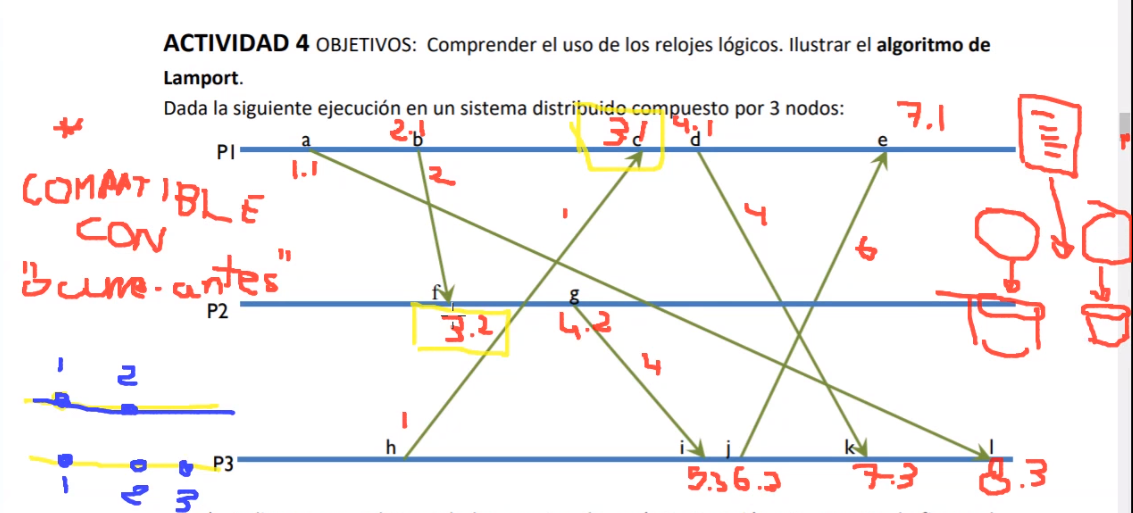 ACTIVIDAD 4 OBJETIVOS: Comprender el uso de los relojes lógicos. Ilustrar el algoritmo de
Lamport.
Dada la siguiente ejecución en un sistema distribuido compuesto por 3 nodos:
* COMPATIBLE
CON
"ocurre-antes"
2.1 3.1 4.1 7.1
a b c d e
P1
1.1
2
1 4
6
f g
P2
3.2 4.2
4
1
1 2
h i j k l
P3
5.3 6.3 7.3 8.3
1 2 3